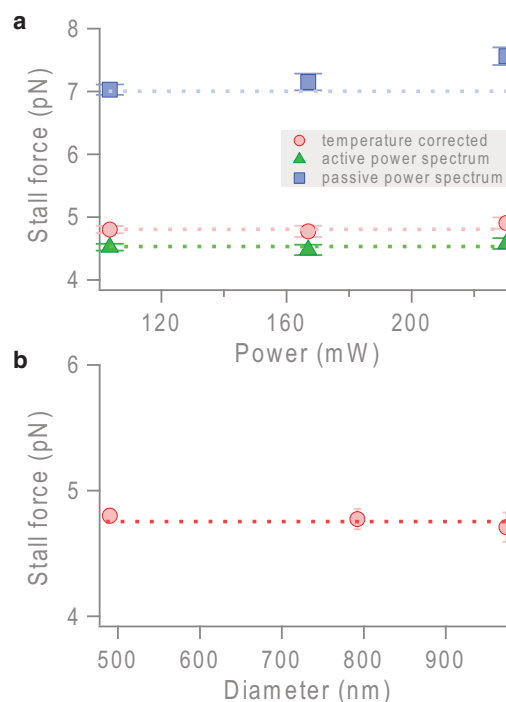 a
8
7
6
5
4
Stall force (pN)
temperature corrected
active power spectrum
passive power spectrum
120 160 200
Power (mW)
b
6
5
4
Stall force (pN)
500 600 700 800 900
Diameter (nm)